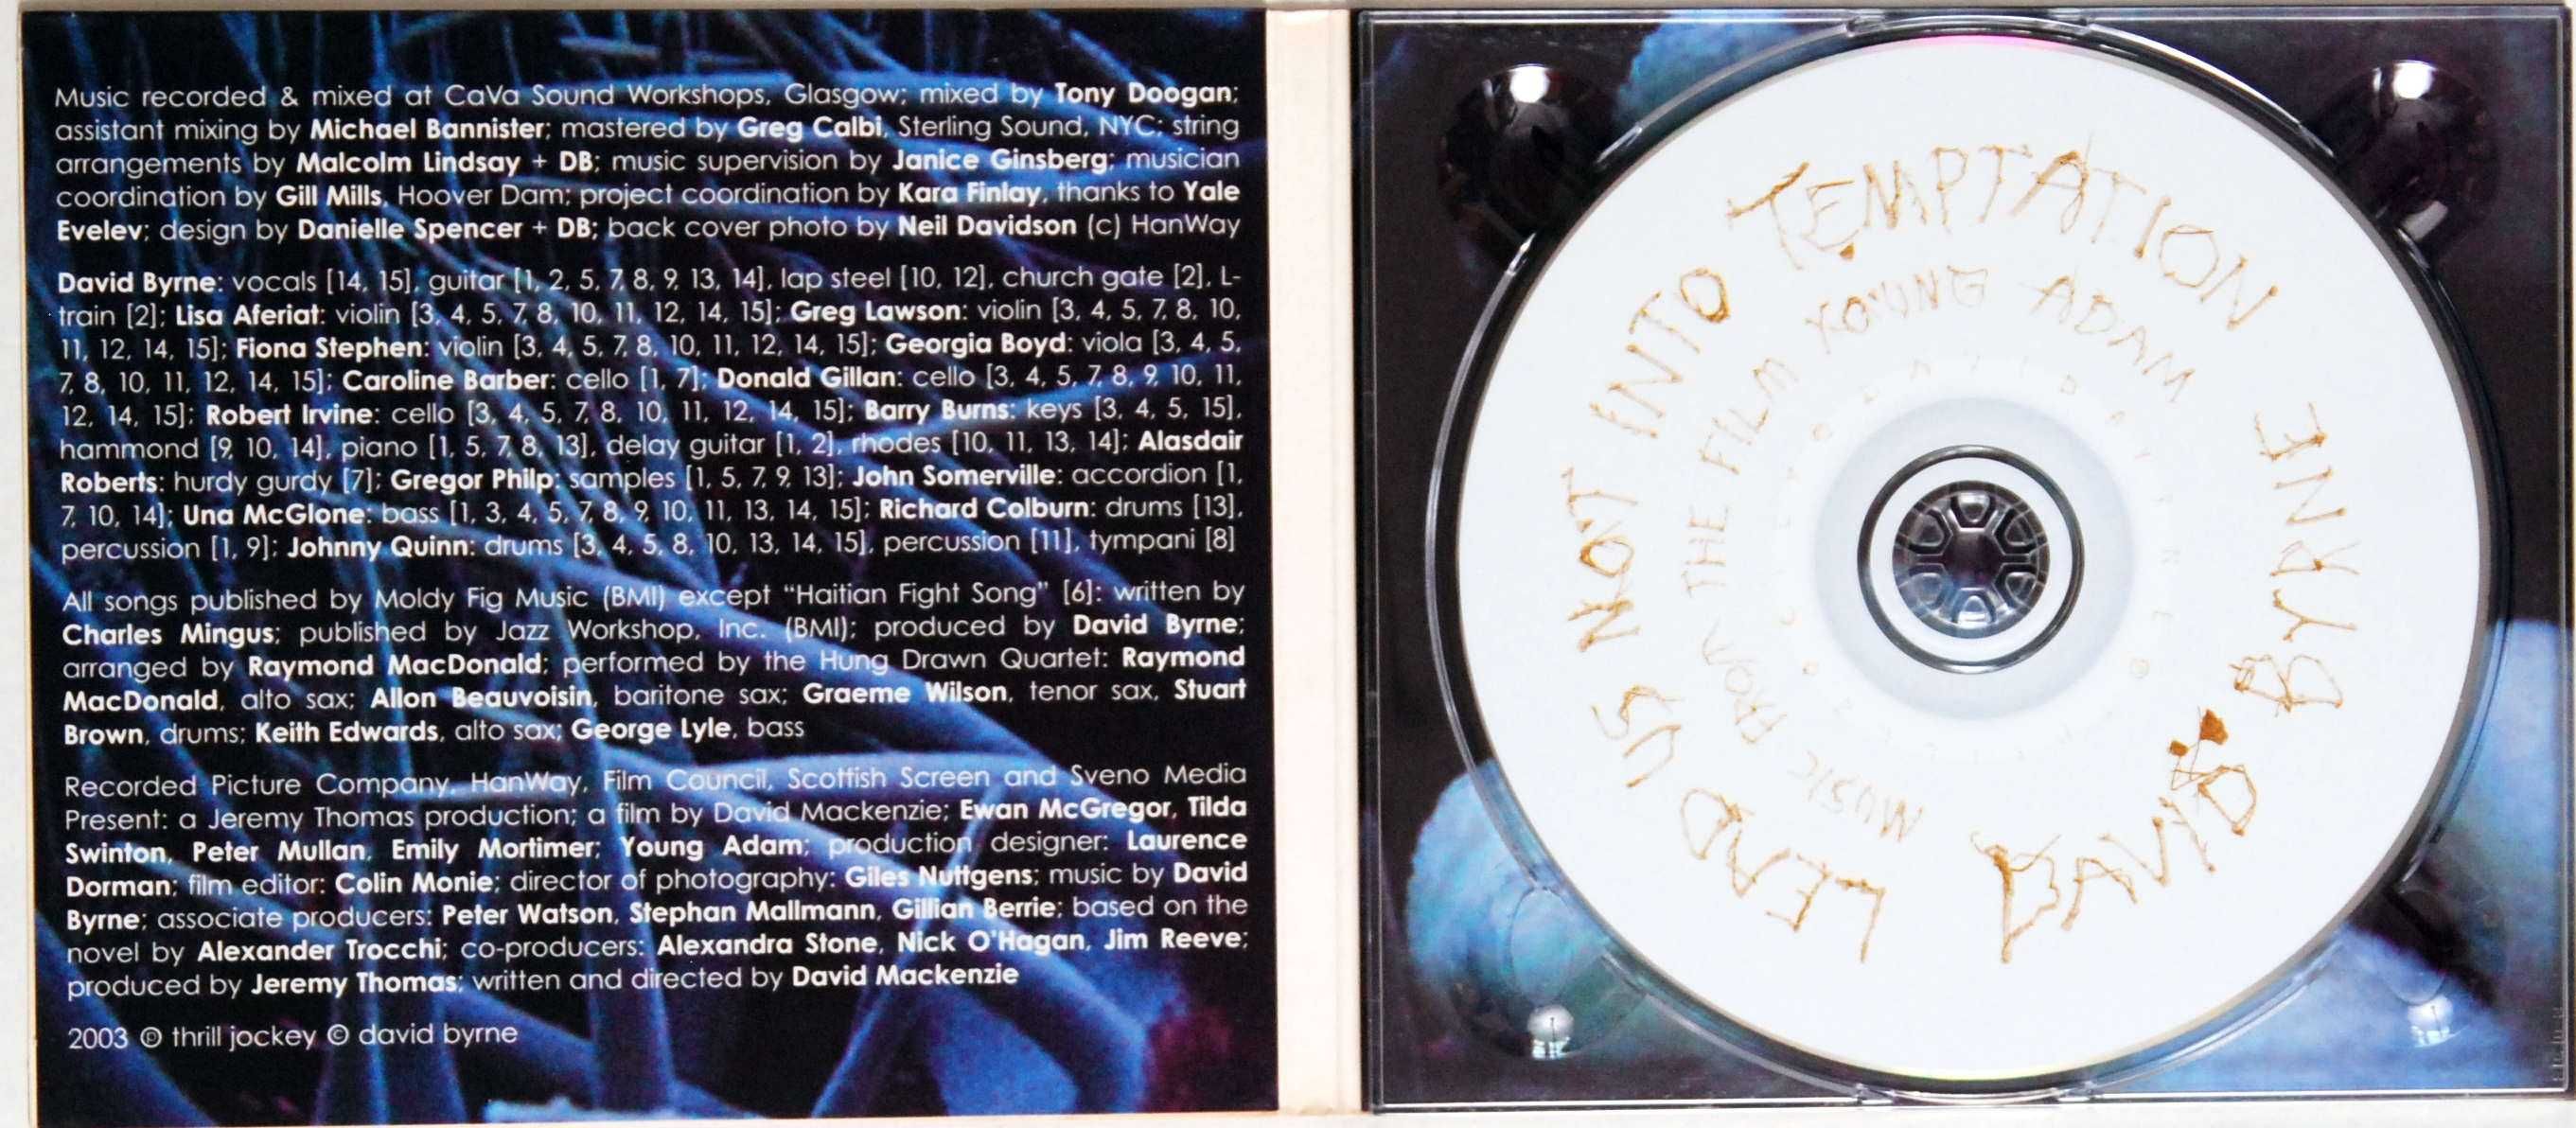 Music recorded & mixed at CaVa Sound Workshops, Glasgow; mixed by Tony Doogan;
assistant mixing by Michael Bannister; mastered by Greg Calbi, Sterling Sound, NYC; string
arrangements by Malcolm Lindsay + DB; music supervision by Janice Ginsberg; musician
coordination by Gill Mills, Hoover Dam; project coordination by Kara Finlay, thanks to Yale
Evelev; design by Danielle Spencer + DB; back cover photo by Neil Davidson (c) HanWay
David Byrne: vocals [14, 15], guitar [1, 2, 5, 7, 8, 9, 13, 14], lap steel [10, 12], church gate [2], L-
train [2]; Lisa Aferiat: violin [3, 4, 5, 7, 8, 10, 11, 12, 14, 15]; Greg Lawson: violin [3, 4, 5, 7, 8, 10,
11, 12, 14, 15]; Fiona Stephen: violin [3, 4, 5, 7, 8, 10, 11, 12, 14, 15]; Georgia Boyd: viola [3, 4, 5,
7, 8, 10, 11, 12, 14, 15]; Caroline Barber: cello [1, 7]; Donald Gillan: cello [3, 4, 5, 7, 8, 9, 10, 11,
12, 14, 15]; Robert Irvine: cello [3, 4, 5, 7, 8, 10, 11, 12, 14, 15]; Barry Burns: keys [3, 4, 5, 15],
hammond [9, 10, 14], piano [1, 5, 7, 8, 13], delay guitar [1, 2], rhodes [10, 11, 13, 14]; Alasdair
Roberts: hurdy gurdy [7]; Gregor Philp: samples [1, 5, 7, 9, 13]; John Somerville: accordion [1,
7, 10, 14]; Una McGlone: bass [1, 3, 4, 5, 7, 8, 9, 10, 11, 13, 14, 15]; Richard Colburn: drums [13],
percussion [1, 9]; Johnny Quinn: drums [3, 4, 5, 8, 10, 13, 14, 15], percussion [11], tympani [8]
All songs published by Moldy Fig Music (BMI) except “Haitian Fight Song” [6]: written by
Charles Mingus; published by Jazz Workshop, Inc. (BMI); produced by David Byrne;
arranged by Raymond MacDonald; performed by the Hung Drawn Quartet: Raymond
MacDonald, alto sax; Allon Beauvoisin, baritone sax; Graeme Wilson, tenor sax, Stuart
Brown, drums; Keith Edwards, alto sax; George Lyle, bass
Recorded Picture Company, HanWay, Film Council, Scottish Screen and Sveno Media
Present: a Jeremy Thomas production; a film by David Mackenzie; Ewan McGregor, Tilda
Swinton, Peter Mullan, Emily Mortimer; Young Adam; production designer: Laurence
Dorman; film editor: Colin Monie; director of photography: Giles Nuttgens; music by David
Byrne; associate producers: Peter Watson, Stephan Mallmann, Gillian Berrie; based on the
novel by Alexander Trocchi; co-producers: Alexandra Stone, Nick O'Hagan, Jim Reeve;
produced by Jeremy Thomas; written and directed by David Mackenzie
2003 ℗ thrill jockey © david byrne
LEAD US NOT INTO TEMPTATION
DAVID BYRNE
MUSIC FROM THE FILM YOUNG ADAM